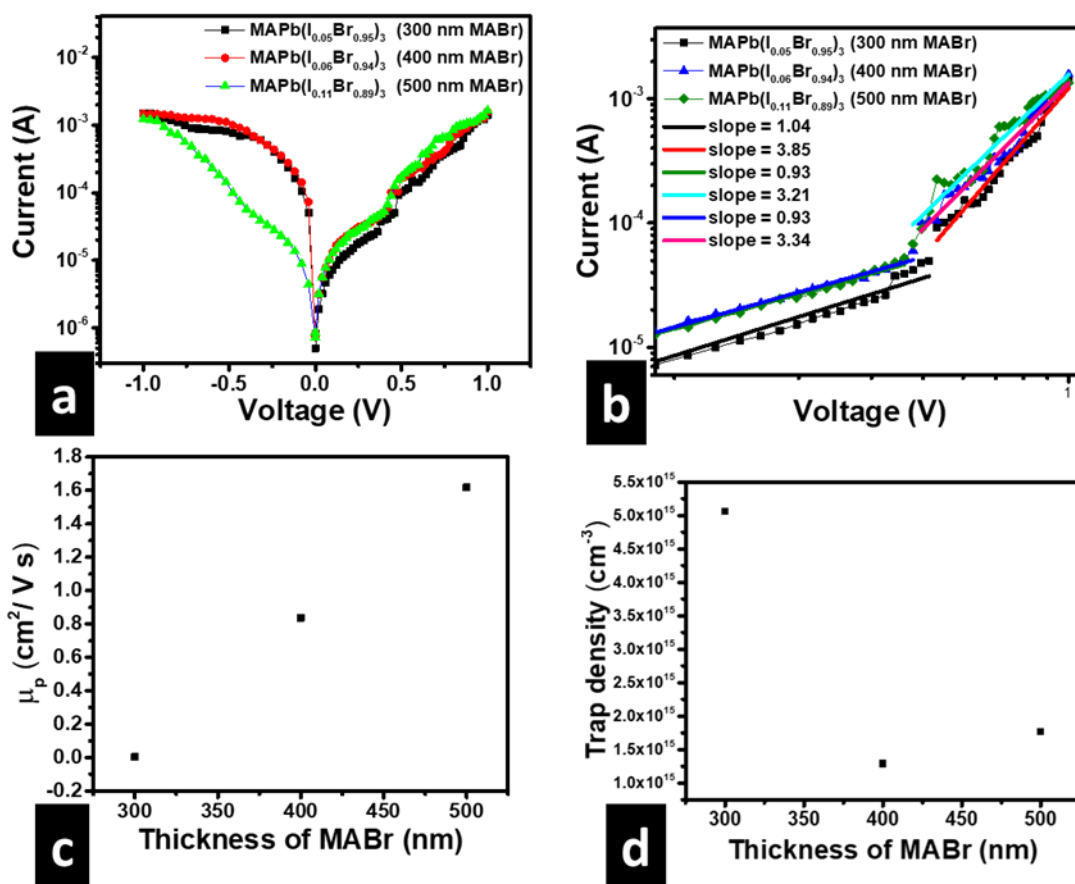 MAPb(I0.05Br0.95)3 (300 nm MABr)
MAPb(I0.06Br0.94)3 (400 nm MABr)
MAPb(I0.11Br0.89)3 (500 nm MABr)
10-2
10-3
10-4
10-5
10-6
Current (A)
-1.0 -0.5 0.0 0.5 1.0
Voltage (V)
a
MAPb(I0.05Br0.95)3 (300 nm MABr)
MAPb(I0.06Br0.94)3 (400 nm MABr)
MAPb(I0.11Br0.89)3 (500 nm MABr)
slope = 1.04
slope = 3.85
slope = 0.93
slope = 3.21
slope = 0.93
slope = 3.34
10-3
10-4
10-5
Current (A)
1
Voltage (V)
b
1.8
1.6
1.4
1.2
1.0
0.8
0.6
0.4
0.2
0.0
-0.2
μp (cm2/ V s)
300 350 400 450 500
Thickness of MABr (nm)
c
5.5x1015
5.0x1015
4.5x1015
4.0x1015
3.5x1015
3.0x1015
2.5x1015
2.0x1015
1.5x1015
1.0x1015
Trap density (cm-3)
300 350 400 450 500
Thickness of MABr (nm)
d